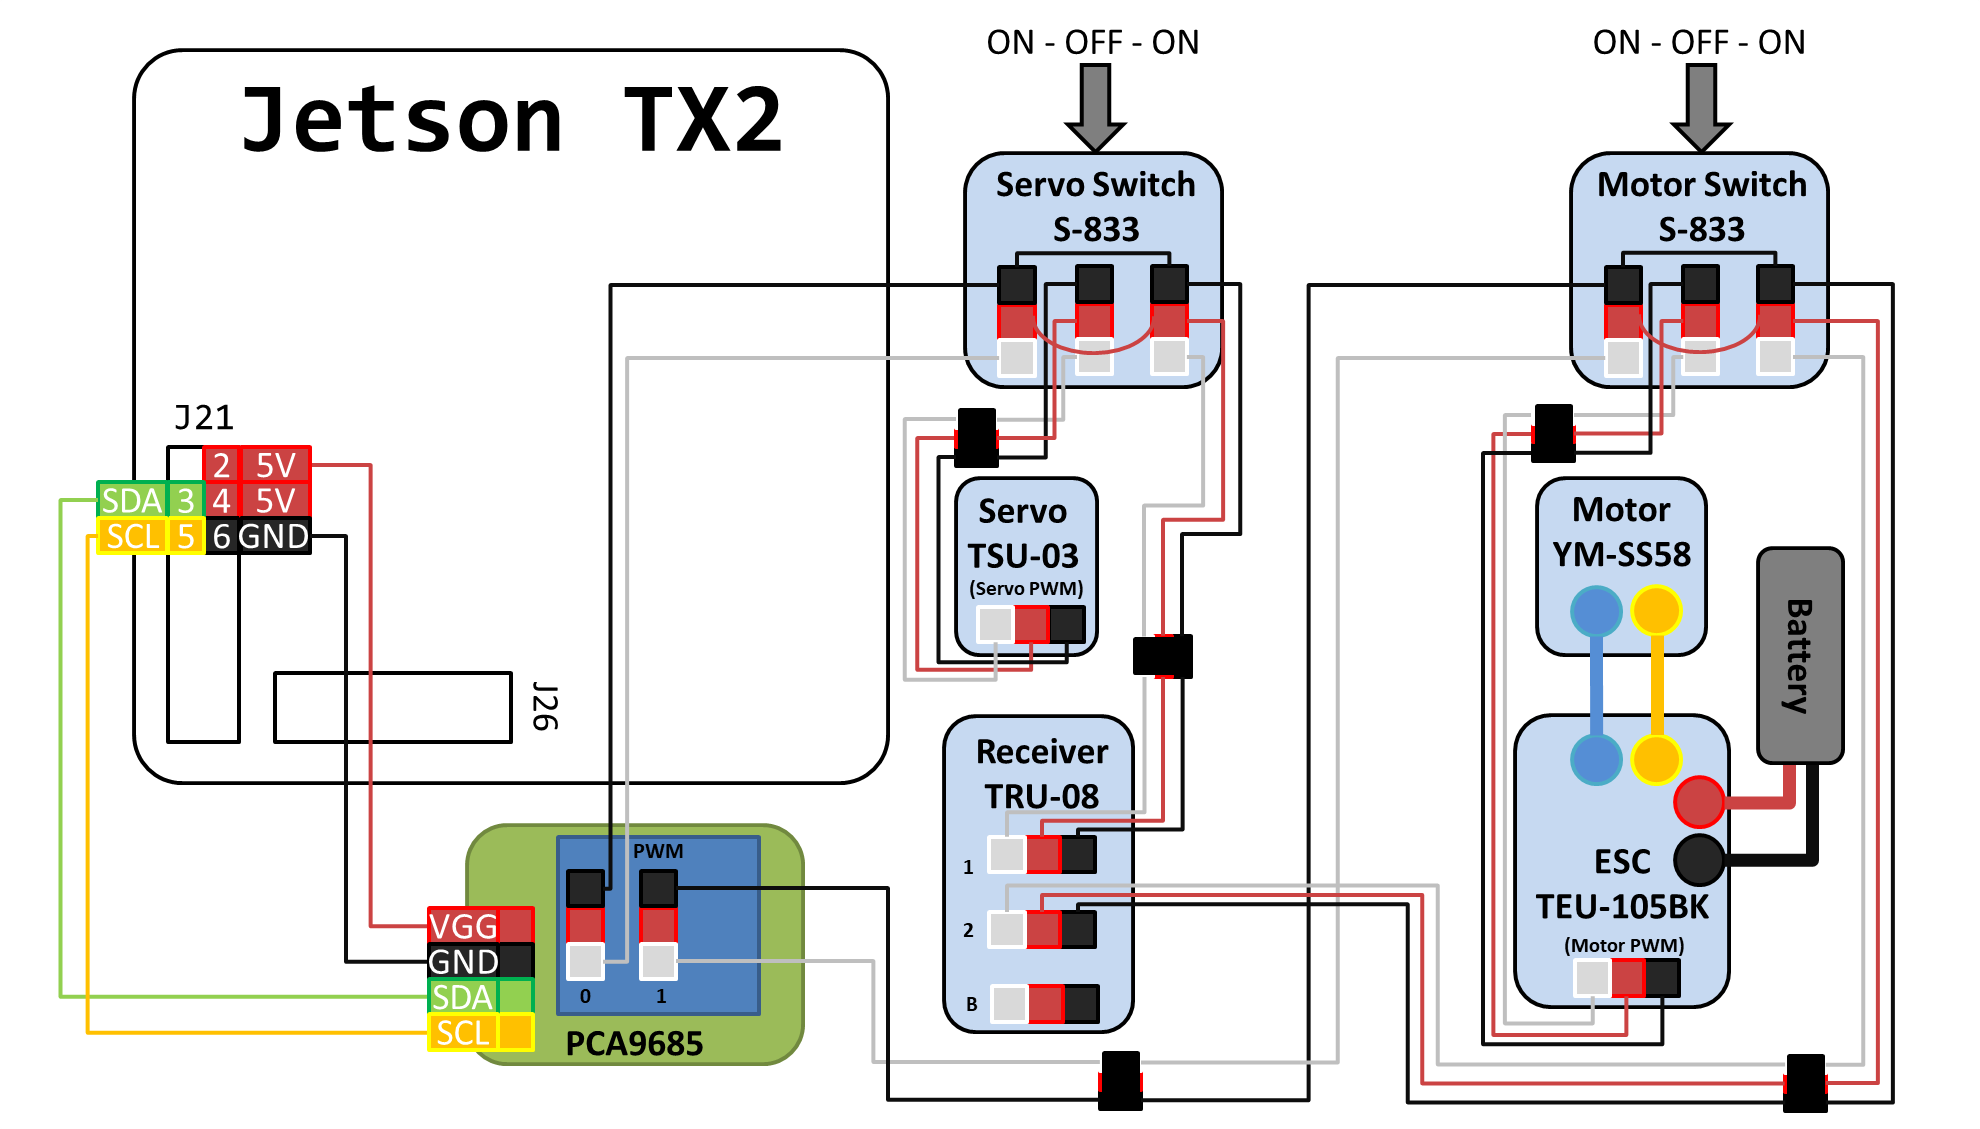 ON - OFF - ON
ON - OFF - ON
Jetson TX2
Servo Switch
S-833
Motor Switch
S-833
J21
2 5V
SDA 3 4 5V
SCL 5 6 GND
J26
Servo
TSU-03
(Servo PWM)
Motor
YM-SS58
Battery
Receiver
TRU-08
1
2
B
ESC
TEU-105BK
(Motor PWM)
PWM
VGG
GND
SDA
SCL
0 1
PCA9685